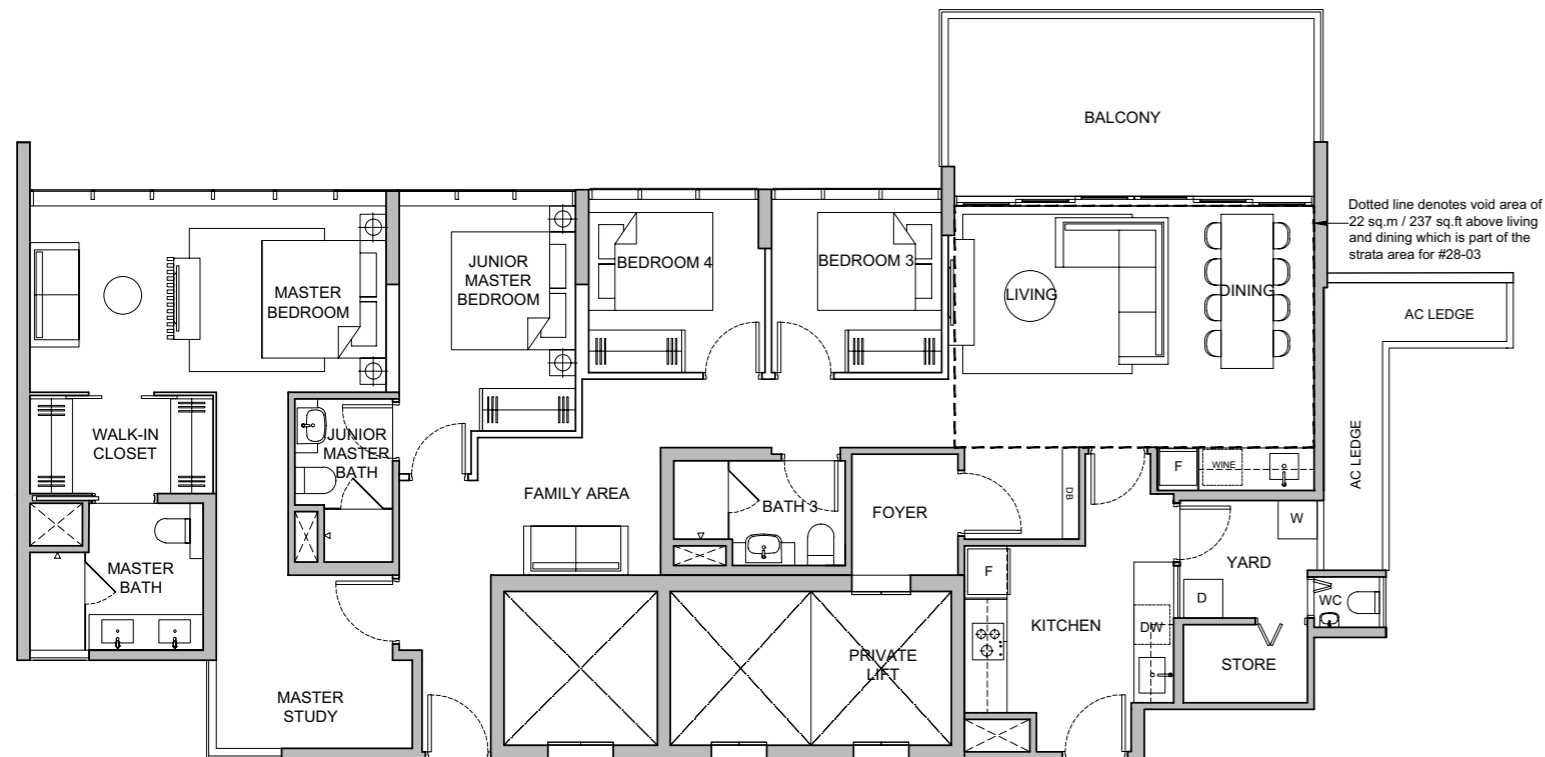 BALCONY
Dotted line denotes void area of
22 sq.m / 237 sq.ft above living
and dining which is part of the
strata area for #28-03
MASTER
BEDROOM
JUNIOR
MASTER
BEDROOM
BEDROOM 4
BEDROOM 3
LIVING
DINING
AC LEDGE
AC LEDGE
WALK-IN
CLOSET
JUNIOR
MASTER
BATH
FAMILY AREA
BATH 3
FOYER
DB
F
WINE
W
YARD
MASTER
BATH
F
D
WC
KITCHEN
DW
PRIVATE
LIFT
STORE
MASTER
STUDY